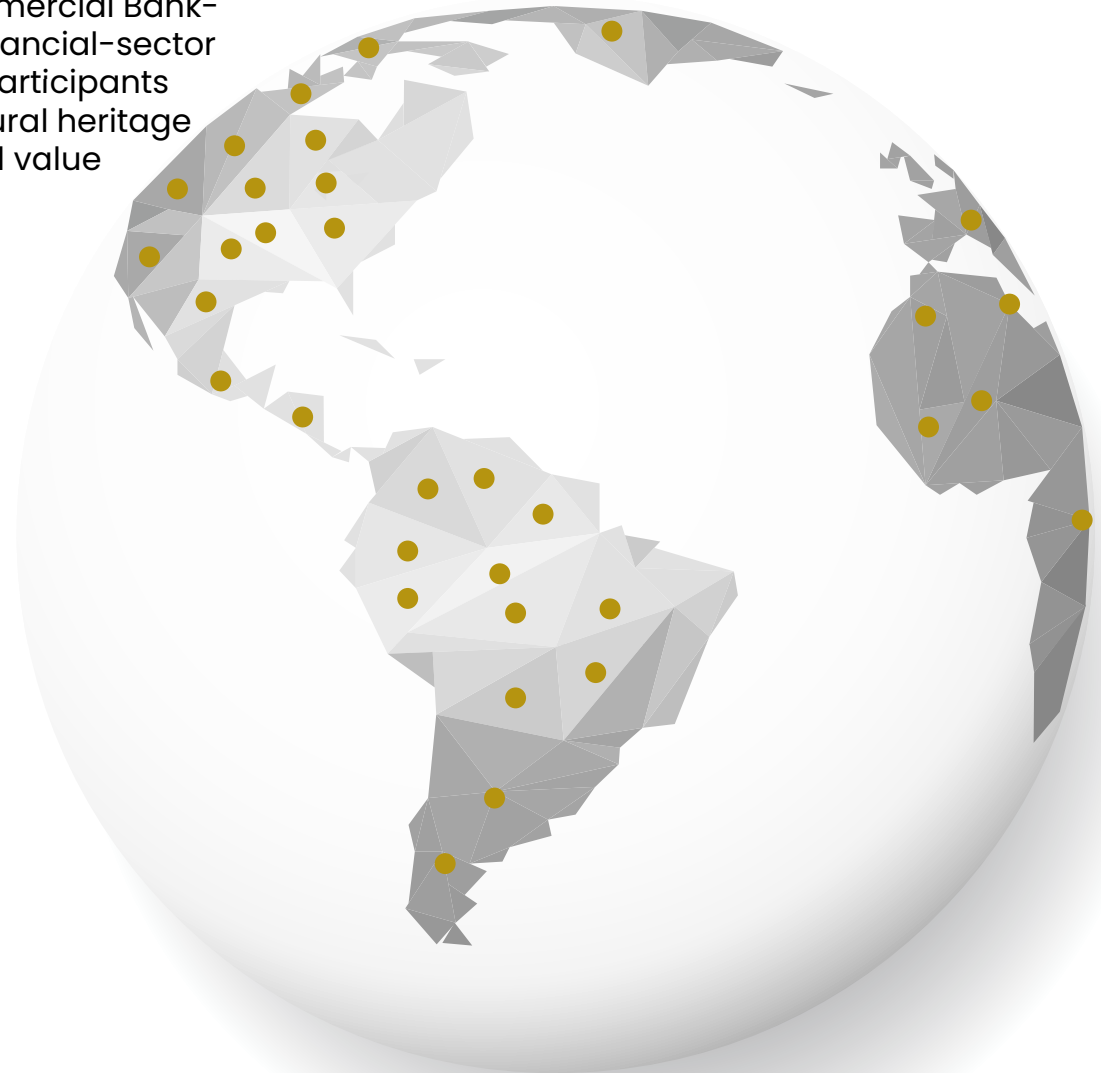 mercial Bank-
ancial-sector
articipants
ural heritage
l value